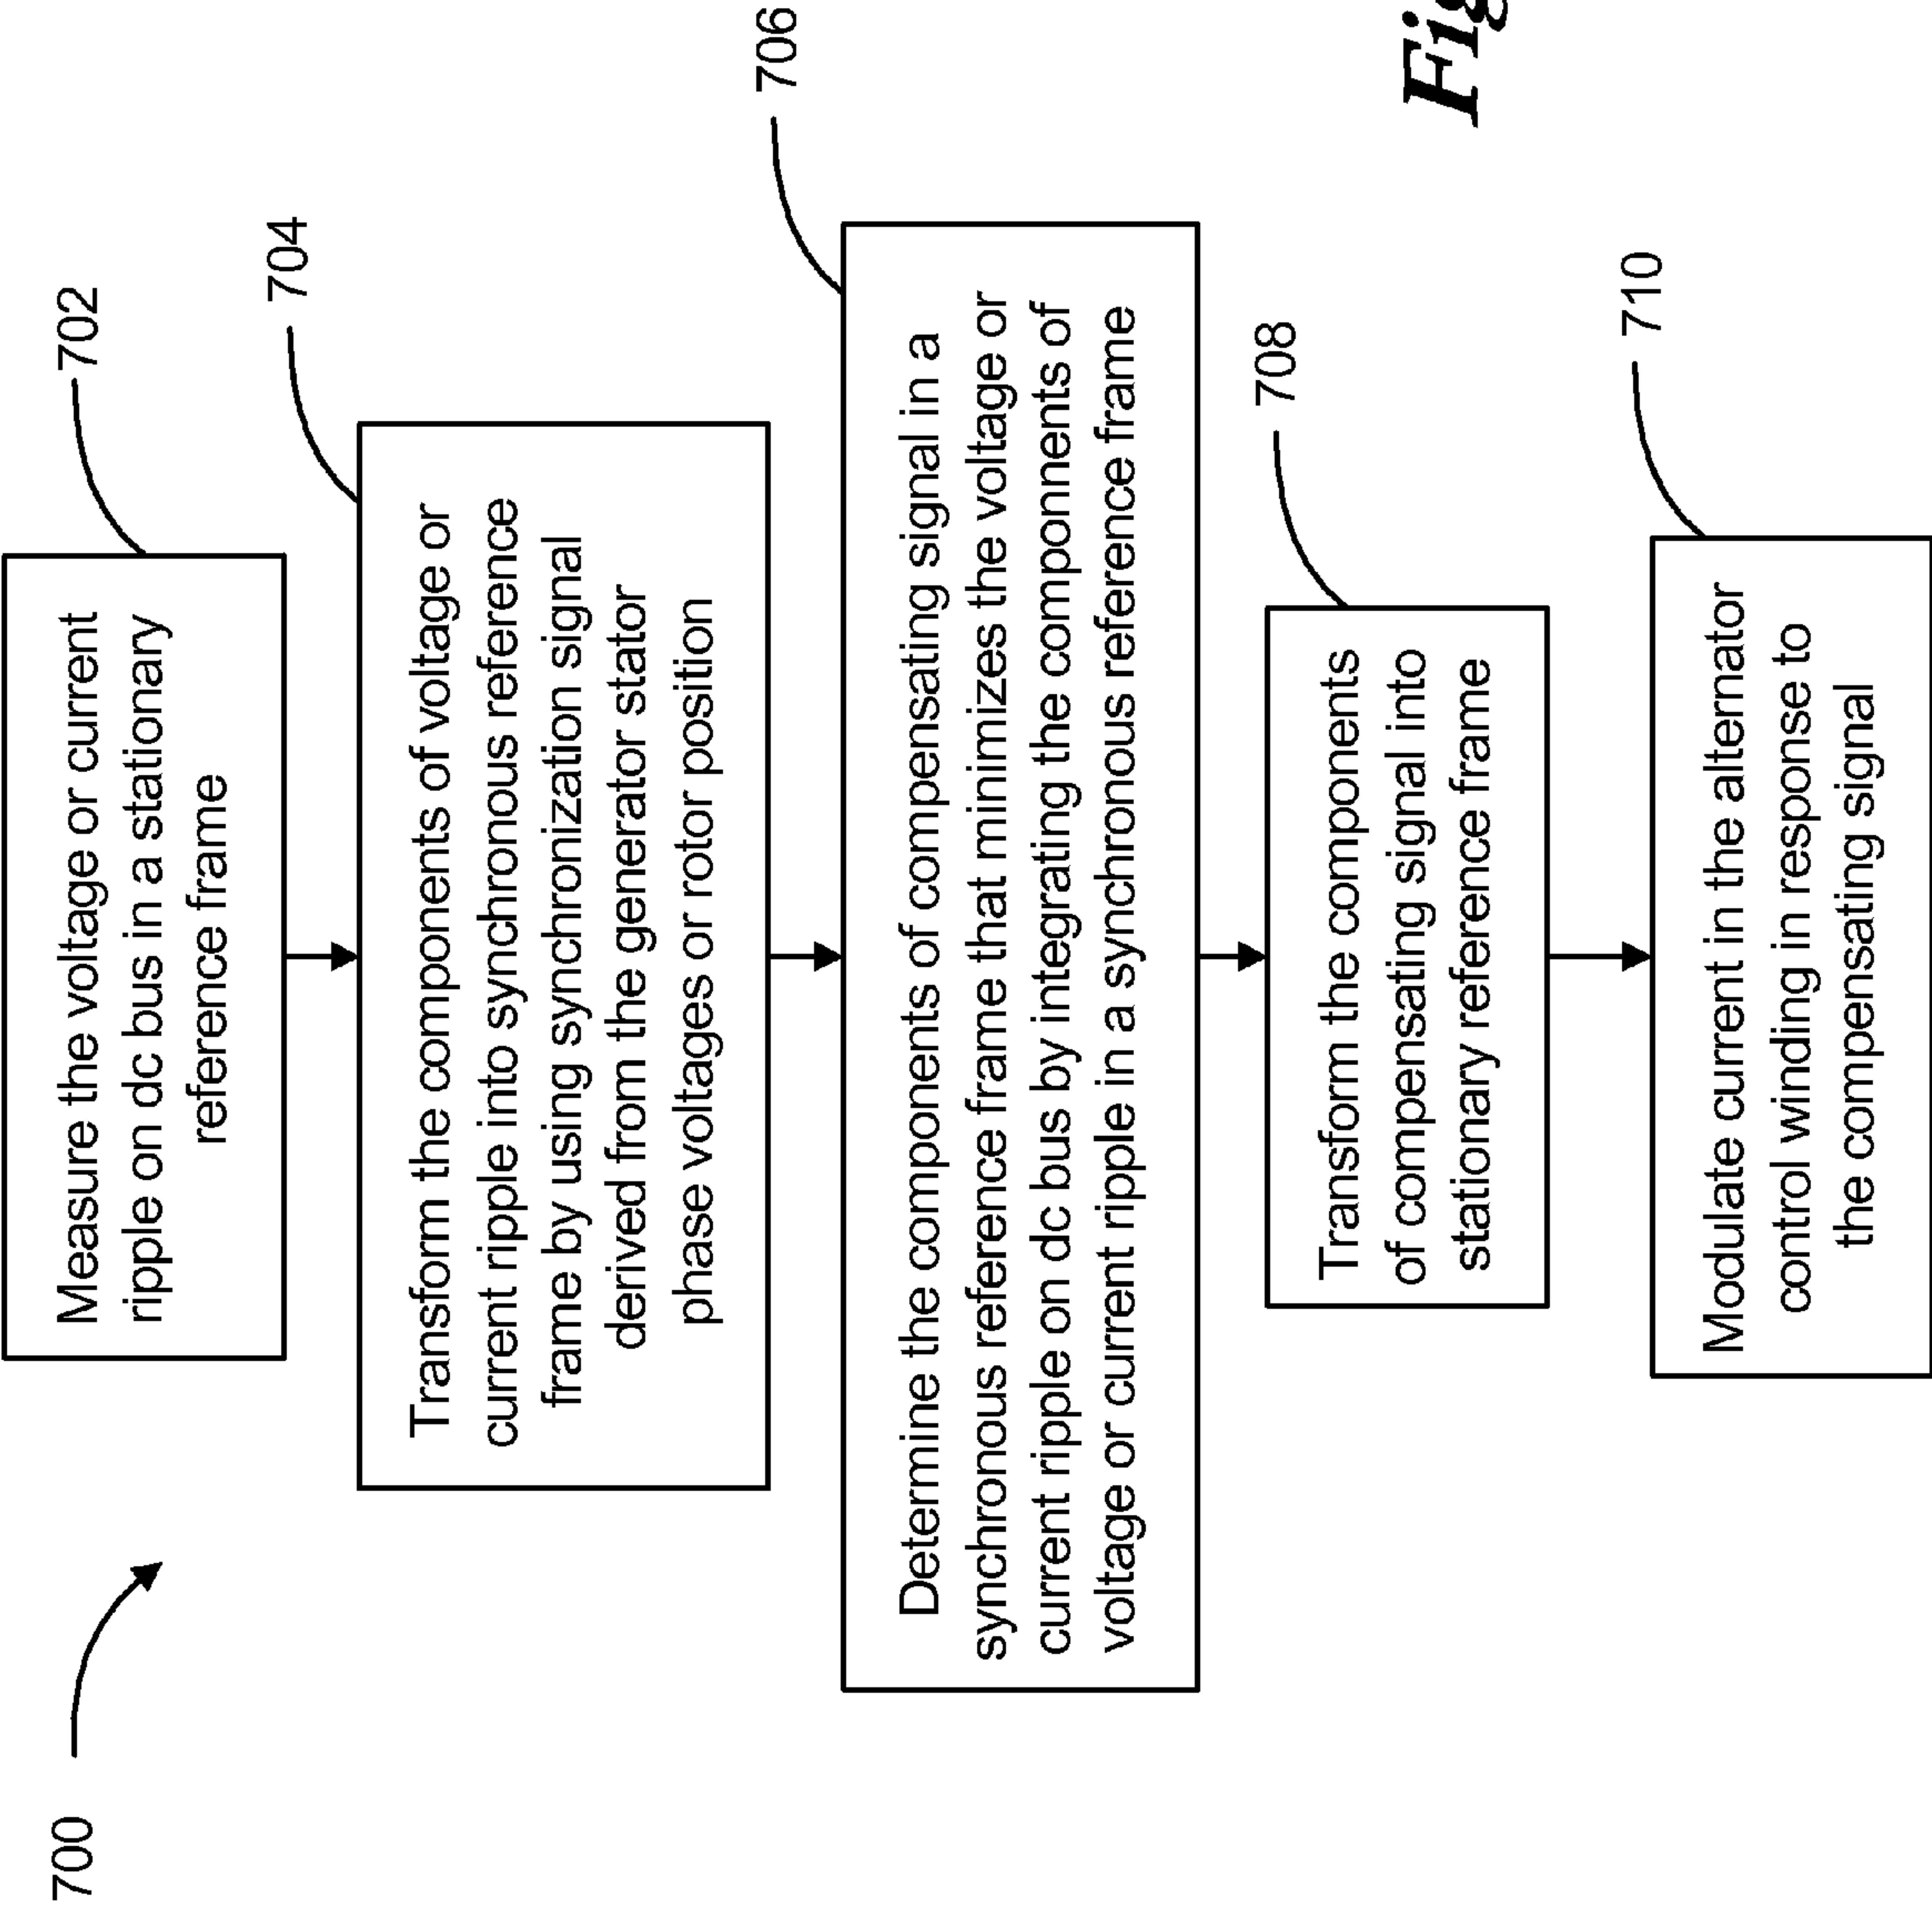 700
702
Measure the voltage or current
ripple on dc bus in a stationary
reference frame
704
Transform the components of voltage or
current ripple into synchronous reference
frame by using synchronization signal
derived from the generator stator
phase voltages or rotor position
706
Determine the components of compensating signal in a
synchronous reference frame that minimizes the voltage or
current ripple on dc bus by integrating the components of
voltage or current ripple in a synchronous reference frame
708
Transform the components
of compensating signal into
stationary reference frame
710
Modulate current in the alternator
control winding in response to
the compensating signal
Fig